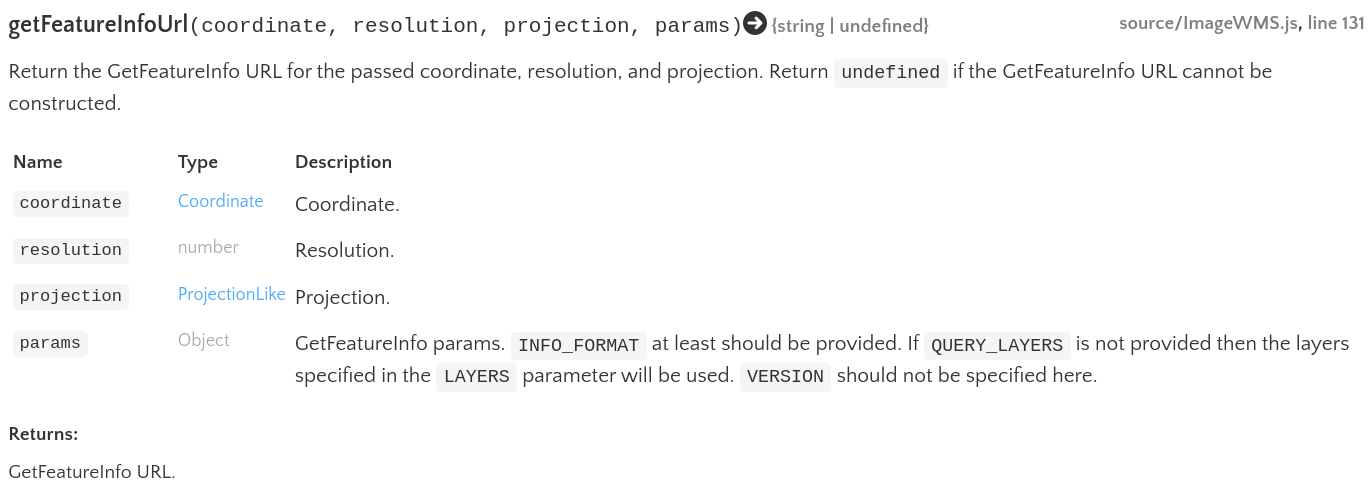 getFeatureInfoUrl(coordinate, resolution, projection, params) {string | undefined} source/ImageWMS.js, line 131
Return the GetFeatureInfo URL for the passed coordinate, resolution, and projection. Return undefined if the GetFeatureInfo URL cannot be
constructed.
Name Type Description
coordinate Coordinate Coordinate.
resolution number Resolution.
projection ProjectionLike Projection.
params Object GetFeatureInfo params. INFO_FORMAT at least should be provided. If QUERY_LAYERS is not provided then the layers
specified in the LAYERS parameter will be used. VERSION should not be specified here.
Returns:
GetFeatureInfo URL.